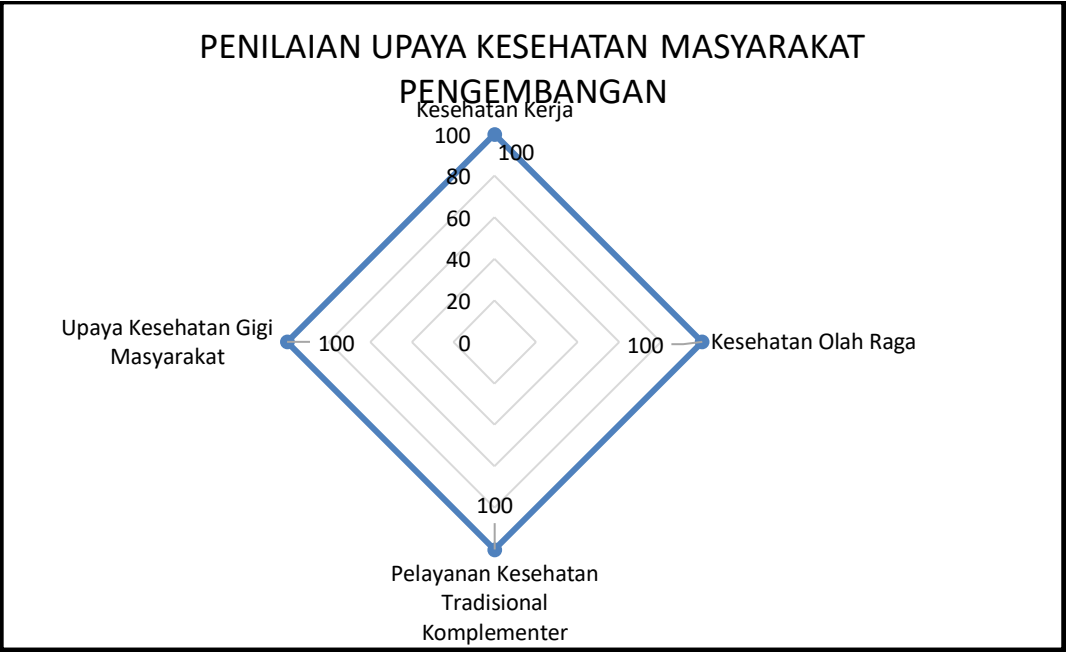 PENILAIAN UPAYA KESEHATAN MASYARAKAT
PENGEMBANGAN
Kesehatan Kerja
100
100
80
60
40
20
0
Upaya Kesehatan Gigi
Masyarakat
100
100
Kesehatan Olah Raga
100
Pelayanan Kesehatan
Tradisional
Komplementer